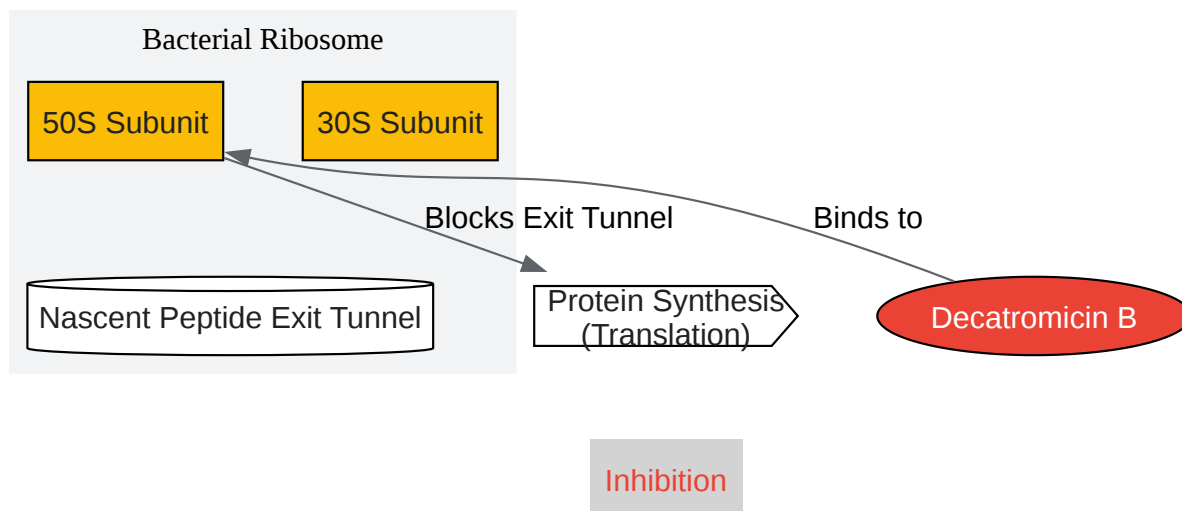 Bacterial Ribosome
50S Subunit
30S Subunit
Blocks Exit Tunnel
Binds to
Nascent Peptide Exit Tunnel
Protein Synthesis
(Translation)
Decatromicin B
Inhibition